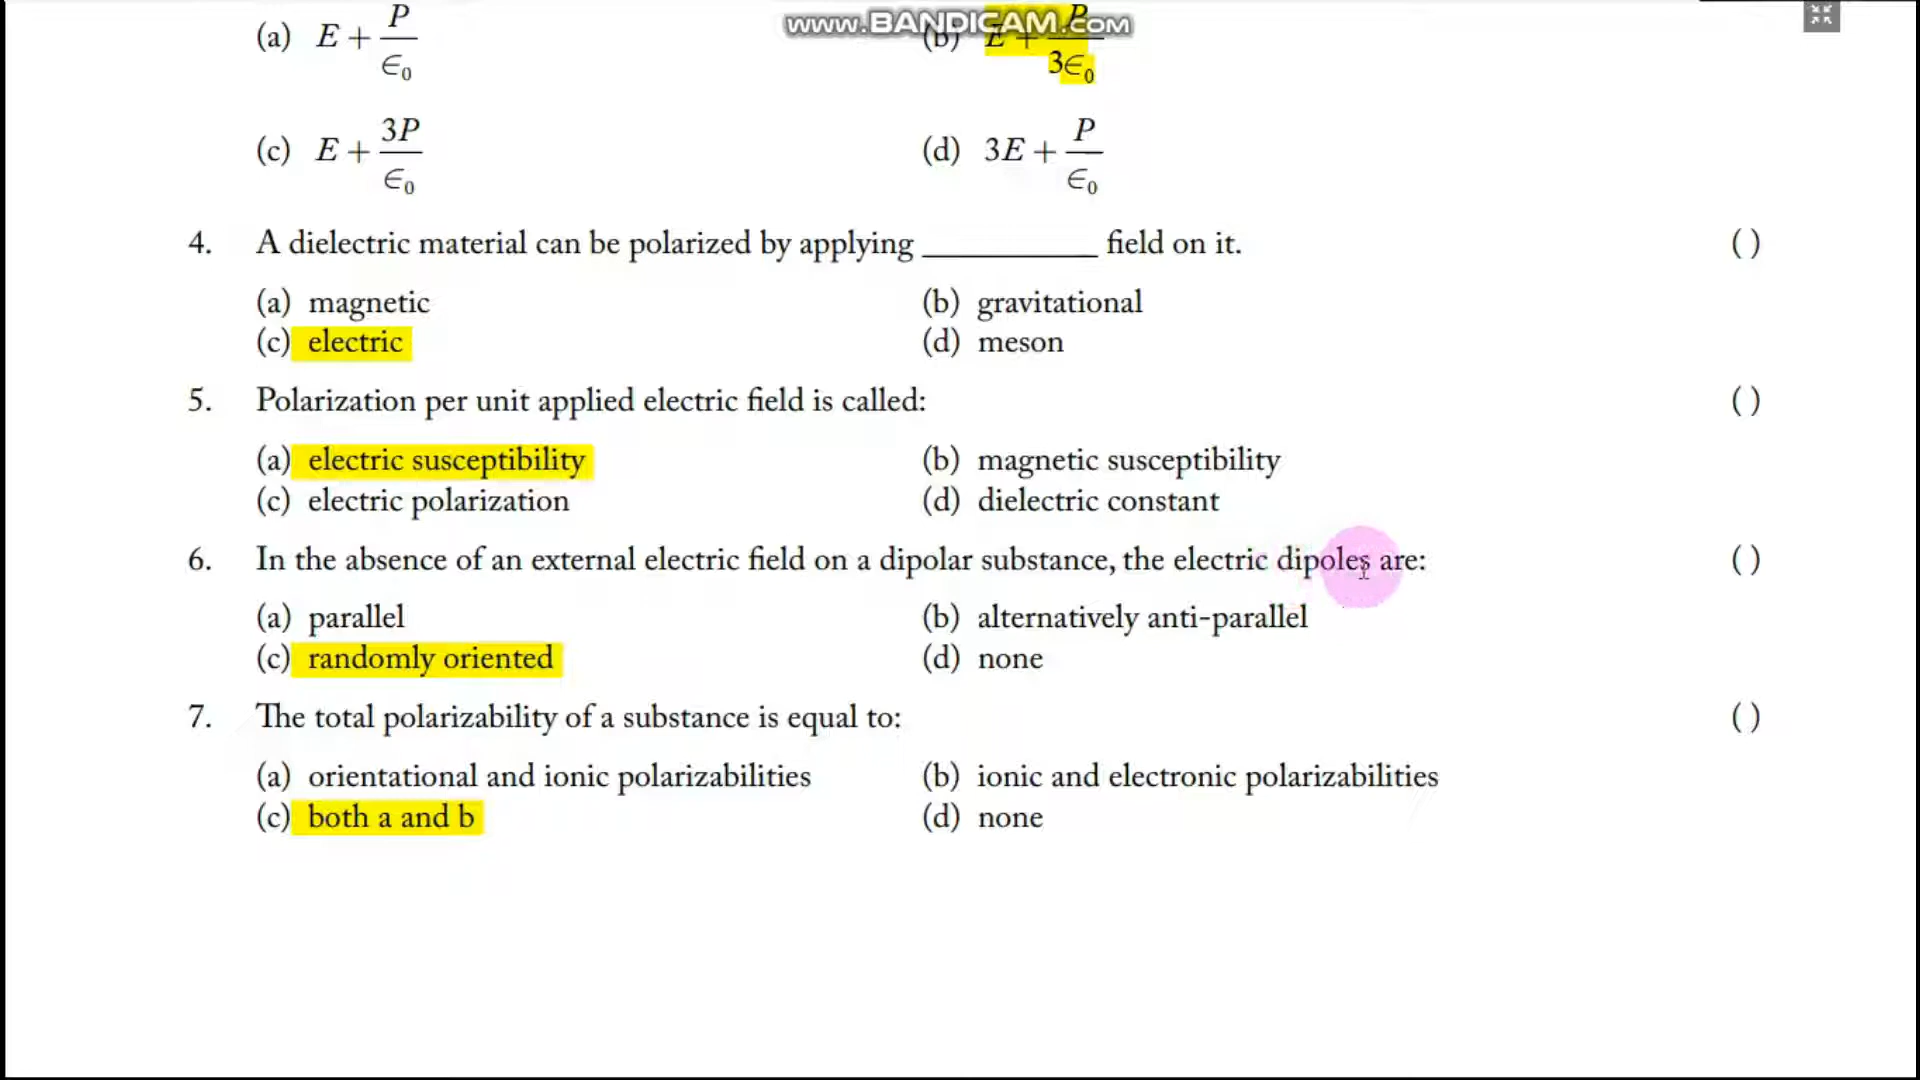 www.BANDICAM.com
(a) E + P/∈0 (b) E + P/3∈0
(c) E + 3P/∈0 (d) 3E + P/∈0
4. A dielectric material can be polarized by applying __________ field on it. ( )
(a) magnetic (b) gravitational
(c) electric (d) meson
5. Polarization per unit applied electric field is called: ( )
(a) electric susceptibility (b) magnetic susceptibility
(c) electric polarization (d) dielectric constant
6. In the absence of an external electric field on a dipolar substance, the electric dipoles are: ( )
(a) parallel (b) alternatively anti-parallel
(c) randomly oriented (d) none
7. The total polarizability of a substance is equal to: ( )
(a) orientational and ionic polarizabilities (b) ionic and electronic polarizabilities
(c) both a and b (d) none